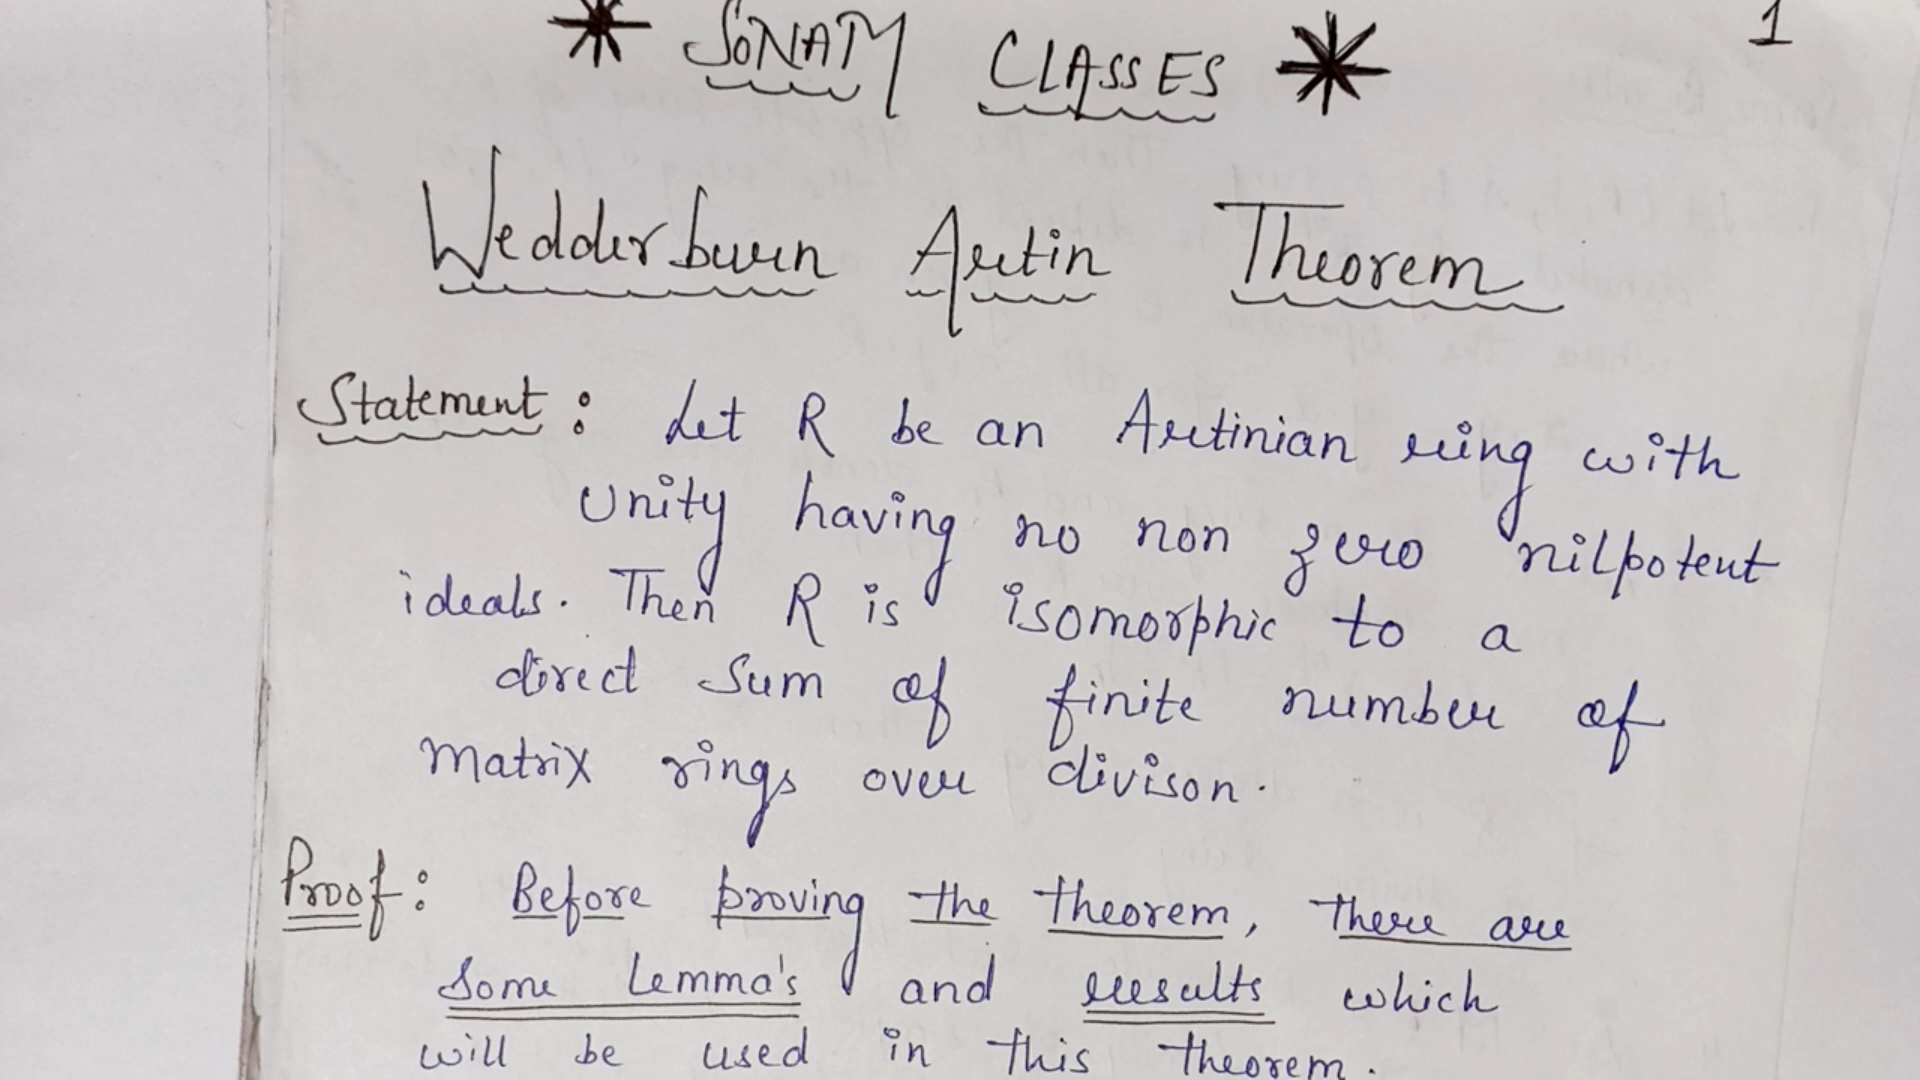 * SONAM CLASSES *
1
Wedderburn Artin Theorem
Statement : Let R be an Artinian ring with
Unity having no non zero nilpotent
ideals. Then R is isomorphic to a
direct sum of finite number of
matrix rings over divison.
Proof : Before proving the theorem, there are
Some Lemma's and results which
will be used in this theorem.